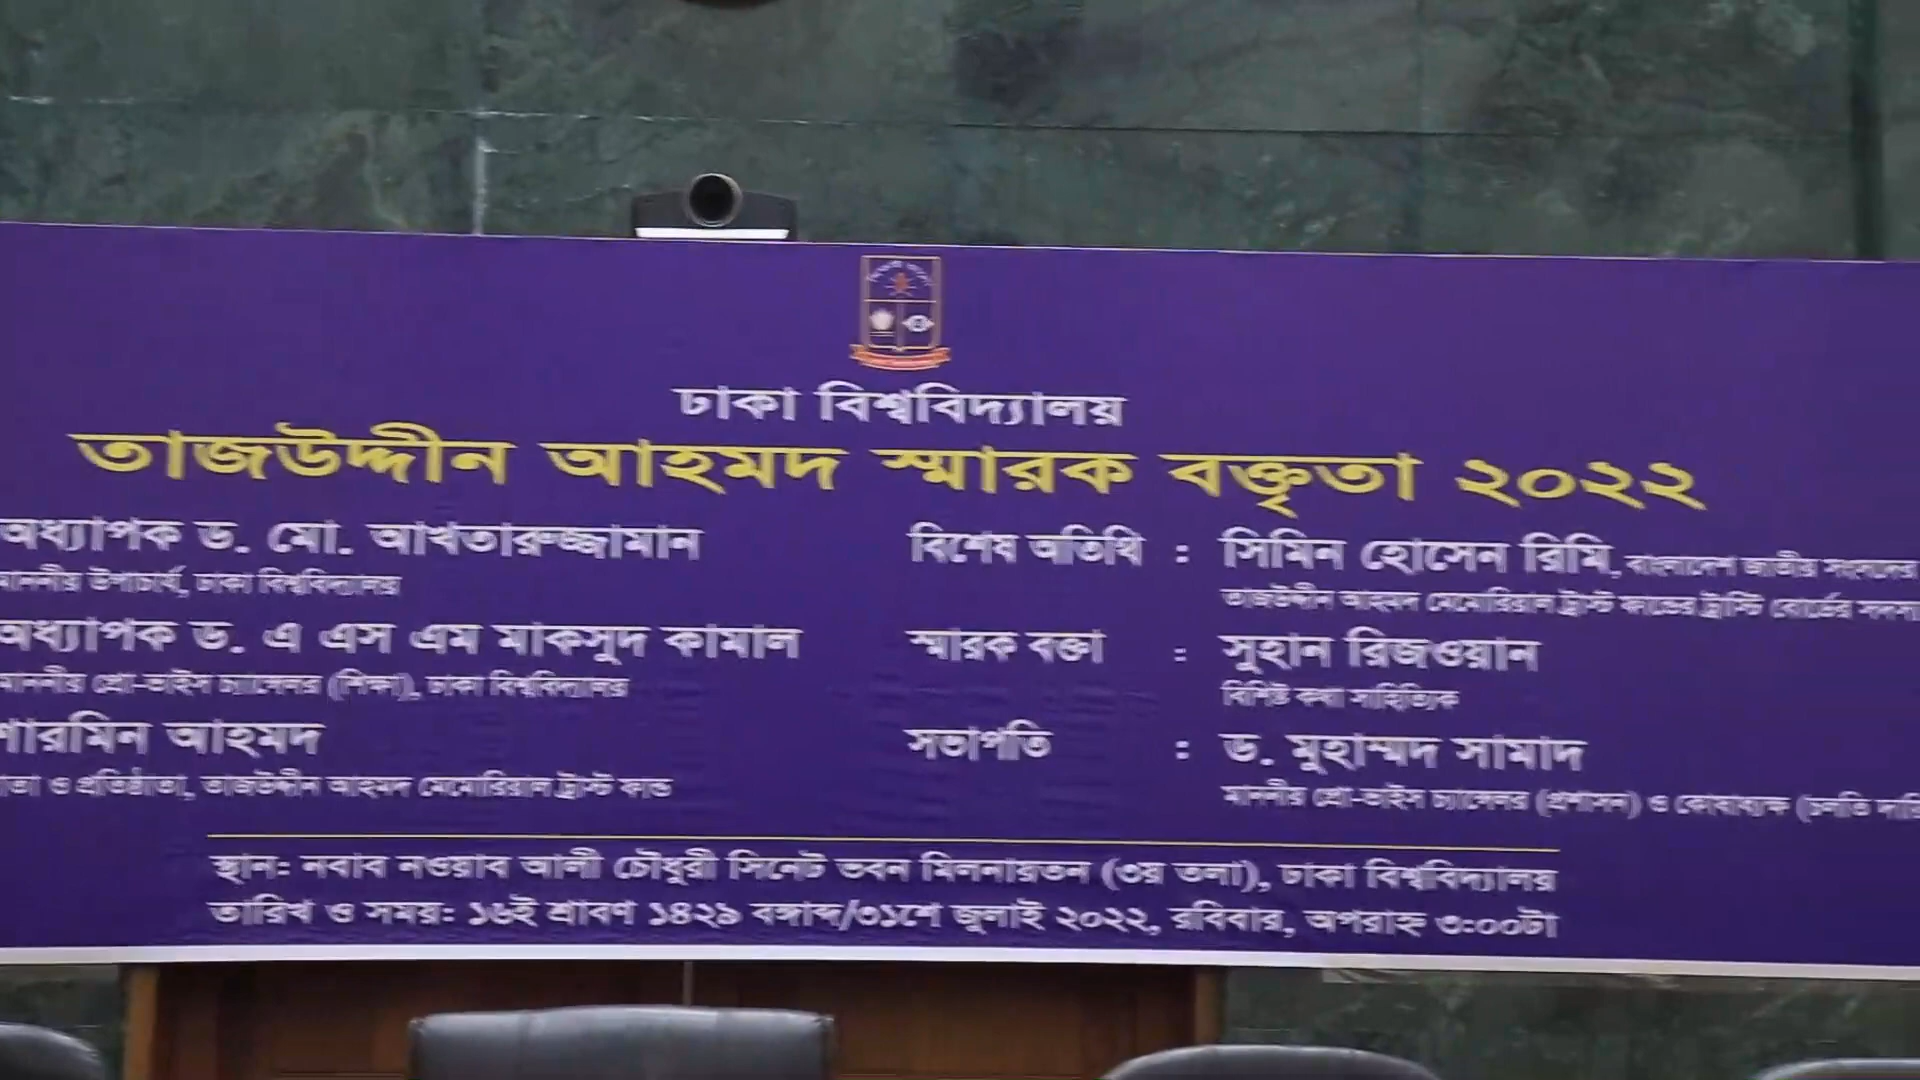 ঢাকা বিশ্ববিদ্যালয়
তাজউদ্দীন আহমদ স্মারক বক্তৃতা ২০২২
অধ্যাপক ড. মো. আখতারুজ্জামান
মাননীয় উপাচার্য, ঢাকা বিশ্ববিদ্যালয়
অধ্যাপক ড. এ এস এম মাকসুদ কামাল
মাননীয় প্রো-ভাইস চ্যান্সেলর (শিক্ষা), ঢাকা বিশ্ববিদ্যালয়
শারমিন আহমদ
ও প্রতিষ্ঠাতা, তাজউদ্দীন আহমদ মেমোরিয়াল ট্রাস্ট ফান্ড
বিশেষ অতিথি : সিমিন হোসেন রিমি, বাংলাদেশ জাতীয় সংসদের
তাজউদ্দীন আহমদ মেমোরিয়াল ট্রাস্ট ফান্ডের ট্রাস্টি বোর্ডের
স্মারক বক্তা : সুহান রিজওয়ান
বিশিষ্ট কথা সাহিত্যিক
সভাপতি : ড. মুহাম্মদ সামাদ
মাননীয় প্রো-ভাইস চ্যান্সেলর (প্রশাসন) ও কোষাধ্যক্ষ (চলতি
স্থান: নবাব নওয়াব আলী চৌধুরী সিনেট ভবন মিলনায়তন (৩য় তলা), ঢাকা বিশ্ববিদ্যালয়
তারিখ ও সময়: ১৬ই শ্রাবণ ১৪২৯ বঙ্গাব্দ/৩১শে জুলাই ২০২২, রবিবার, অপরাহ্ন ৩:০০টা